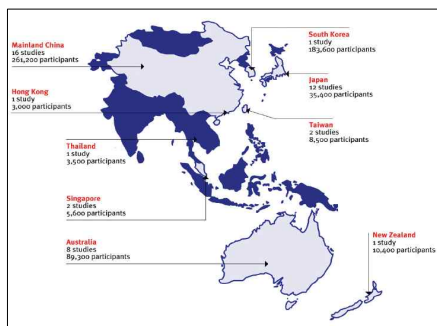 South Korea
1 study
183,600 participants
Mainland China
16 studies
261,200 participants
Japan
12 studies
35,400 participants
Hong Kong
1 study
3,000 participants
Taiwan
2 studies
8,500 participants
Thailand
1 study
3,500 participants
Singapore
2 studies
5,600 participants
Australia
8 studies
89,300 participants
New Zealand
1 study
10,400 participants